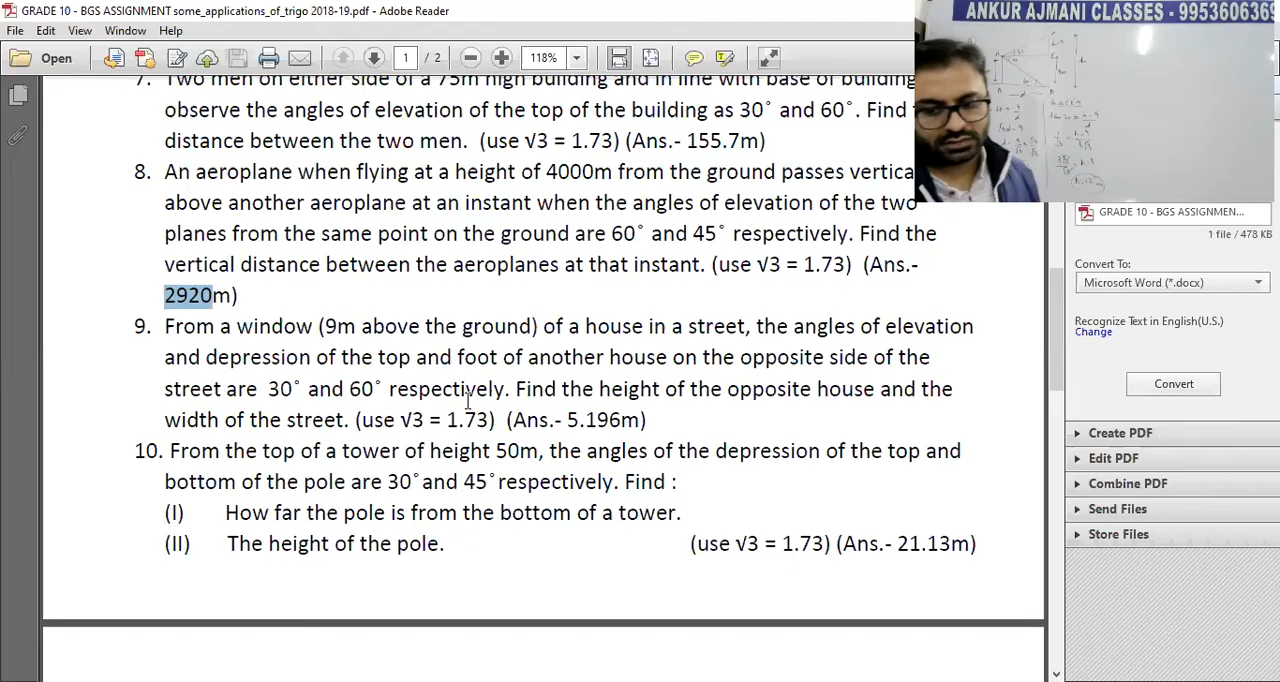 GRADE 10 - BGS ASSIGNMENT some_applications_of_trigo 2018-19.pdf - Adobe Reader
File Edit View Window Help
Open 1 / 2 118%
ANKUR AJMANI CLASSES - 9953606369
7. Two men on either side of a 75m high building and in line with base of building
observe the angles of elevation of the top of the building as 30˚ and 60˚. Find
distance between the two men. (use √3 = 1.73) (Ans.- 155.7m)
8. An aeroplane when flying at a height of 4000m from the ground passes vertica
above another aeroplane at an instant when the angles of elevation of the two
planes from the same point on the ground are 60˚ and 45˚ respectively. Find the
vertical distance between the aeroplanes at that instant. (use √3 = 1.73) (Ans.-
2920m)
9. From a window (9m above the ground) of a house in a street, the angles of elevation
and depression of the top and foot of another house on the opposite side of the
street are 30˚ and 60˚ respectively. Find the height of the opposite house and the
width of the street. (use √3 = 1.73) (Ans.- 5.196m)
10. From the top of a tower of height 50m, the angles of the depression of the top and
bottom of the pole are 30˚and 45˚respectively. Find :
(I) How far the pole is from the bottom of a tower.
(II) The height of the pole. (use √3 = 1.73) (Ans.- 21.13m)
GRADE 10 - BGS ASSIGNMEN...
1 file / 478 KB
Convert To:
Microsoft Word (*.docx)
Recognize Text in English(U.S.)
Change
Convert
Create PDF
Edit PDF
Combine PDF
Send Files
Store Files